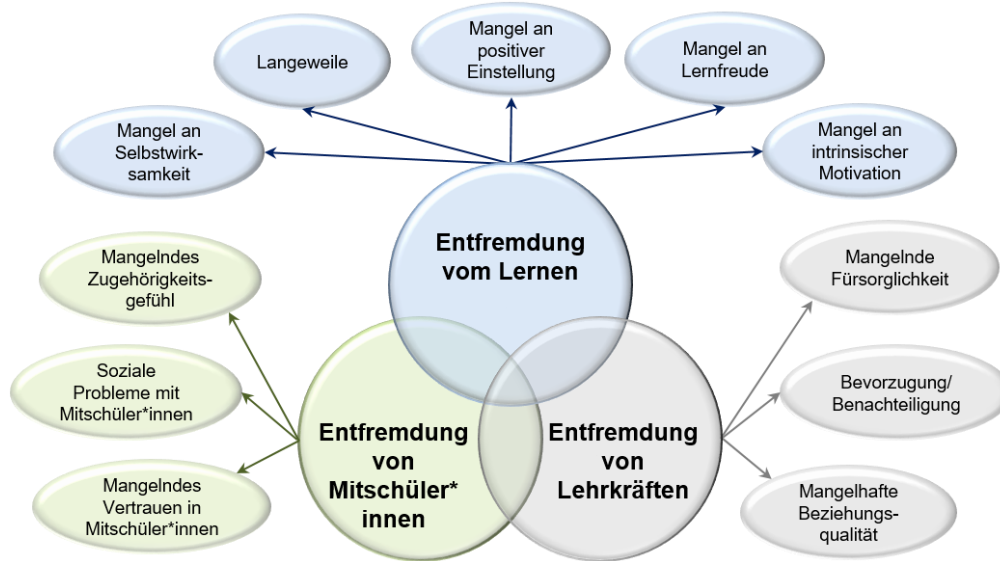 Langeweile
Mangel an
positiver
Einstellung
Mangel an
Lernfreude
Mangel an
Selbstwirk-
samkeit
Mangel an
intrinsischer
Motivation
Entfremdung
vom Lernen
Mangelndes
Zugehörigkeits-
gefühl
Mangelnde
Fürsorglichkeit
Soziale
Probleme mit
Mitschüler*innen
Bevorzugung/
Benachteiligung
Entfremdung
von
Mitschüler*
innen
Entfremdung
von
Lehrkräften
Mangelndes
Vertrauen in
Mitschüler*innen
Mangelhafte
Beziehungs-
qualität